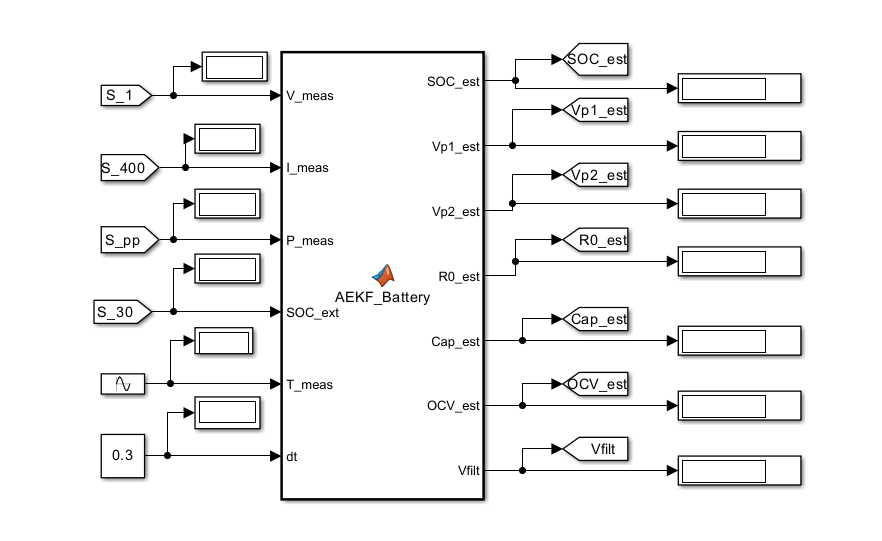 S_1
S_400
S_pp
S_30
0.3
V_meas
I_meas
P_meas
SOC_ext
T_meas
dt
AEKF_Battery
SOC_est
Vp1_est
Vp2_est
R0_est
Cap_est
OCV_est
Vfilt
SOC_est
Vp1_est
Vp2_est
R0_est
Cap_est
OCV_est
Vfilt